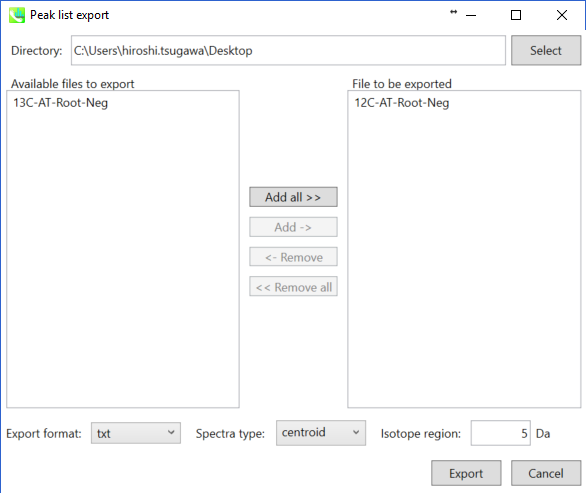 Peak list export
Directory: C:\Users\hiroshi.tsugawa\Desktop Select
Available files to export File to be exported
13C-AT-Root-Neg 12C-AT-Root-Neg
Add all >>
Add ->
<- Remove
<< Remove all
Export format: txt Spectra type: centroid Isotope region: 5 Da
Export Cancel